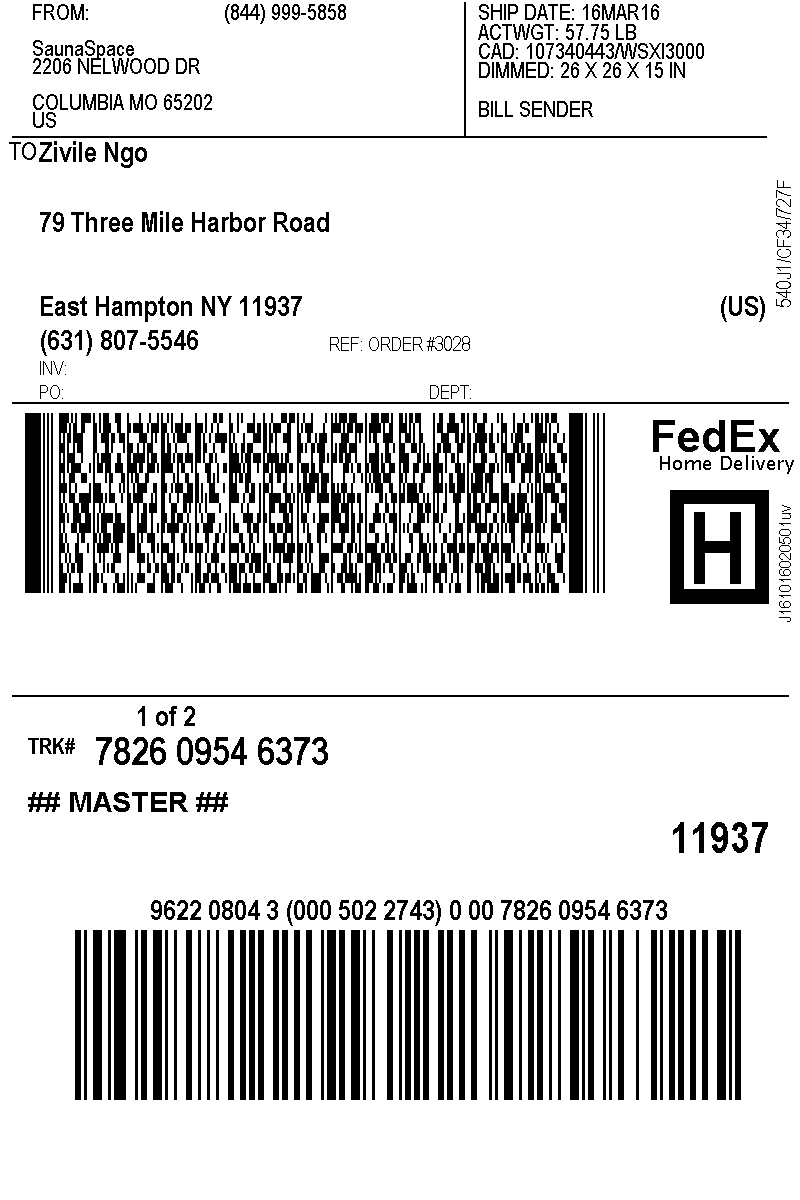 FROM: (844) 999-5858
SaunaSpace
2206 NELWOOD DR
COLUMBIA MO 65202
US
SHIP DATE: 16MAR16
ACTWGT: 57.75 LB
CAD: 107340443/WSXI3000
DIMMED: 26 X 26 X 15 IN
BILL SENDER
TO Zivile Ngo
79 Three Mile Harbor Road
East Hampton NY 11937 (US)
(631) 807-5546 REF: ORDER #3028
INV:
PO: DEPT:
540J1/CF34/727F
FedEx
Home Delivery
H
J161016020501uv
1 of 2
TRK# 7826 0954 6373
## MASTER ##
11937
9622 0804 3 (000 502 2743) 0 00 7826 0954 6373